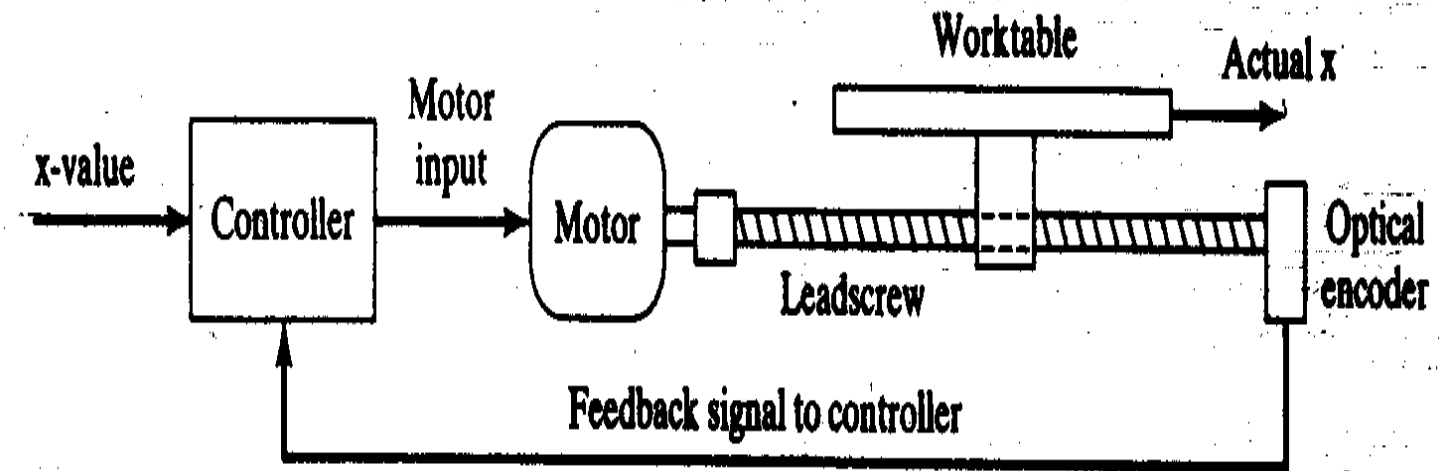 Worktable
Actual x
Motor
input
x-value
Controller
Motor
Optical
encoder
Leadscrew
Feedback signal to controller